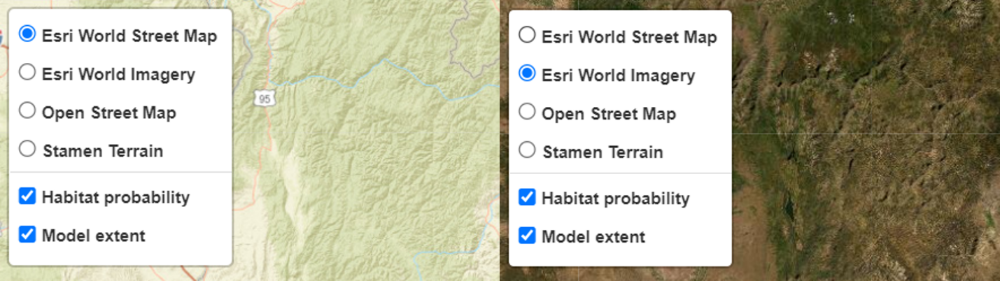 Esri World Street Map
Esri World Imagery
Open Street Map
Stamen Terrain
Habitat probability
Model extent
95
Esri World Street Map
Esri World Imagery
Open Street Map
Stamen Terrain
Habitat probability
Model extent